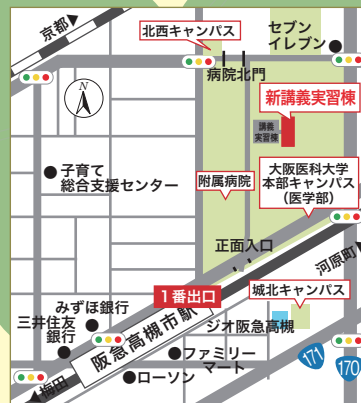 京都
北西キャンパス
セブン
イレブン
病院北門
N
新講義実習棟
講義
実習棟
子育て
総合支援センター
附属病院
大阪医科大学
本部キャンパス
（医学部）
正面入口
河原町
1番出口
城北キャンパス
みずほ銀行
三井住友
銀行
阪急高槻市駅
ジオ阪急高槻
ファミリー
マート
171
170
梅田
ローソン